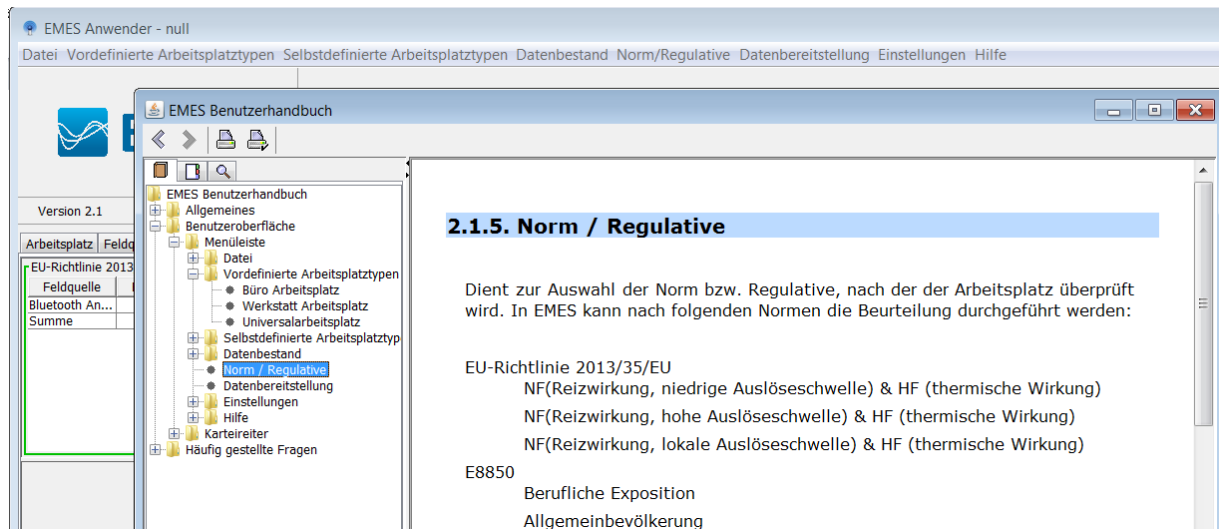 EMES Anwender - null
Datei Vordefinierte Arbeitsplatztypen Selbstdefinierte Arbeitsplatztypen Datenbestand Norm/Regulative Datenbereitstellung Einstellungen Hilfe
EMES Benutzerhandbuch
Version 2.1
Arbeitsplatz
EU-Richtlinie 2013
Feldquelle
Bluetooth An...
Summe
EMES Benutzerhandbuch
Allgemeines
Benutzeroberfläche
Menüleiste
Datei
Vordefinierte Arbeitsplatztypen
Büro Arbeitsplatz
Werkstatt Arbeitsplatz
Universalarbeitsplatz
Selbstdefinierte Arbeitsplatztyp
Datenbestand
Norm / Regulative
Datenbereitstellung
Einstellungen
Hilfe
Karteireiter
Häufig gestellte Fragen
2.1.5. Norm / Regulative
Dient zur Auswahl der Norm bzw. Regulative, nach der der Arbeitsplatz überprüft
wird. In EMES kann nach folgenden Normen die Beurteilung durchgeführt werden:
EU-Richtlinie 2013/35/EU
NF(Reizwirkung, niedrige Auslöseschwelle) & HF (thermische Wirkung)
NF(Reizwirkung, hohe Auslöseschwelle) & HF (thermische Wirkung)
NF(Reizwirkung, lokale Auslöseschwelle) & HF (thermische Wirkung)
E8850
Berufliche Exposition
Allgemeinbevölkerung